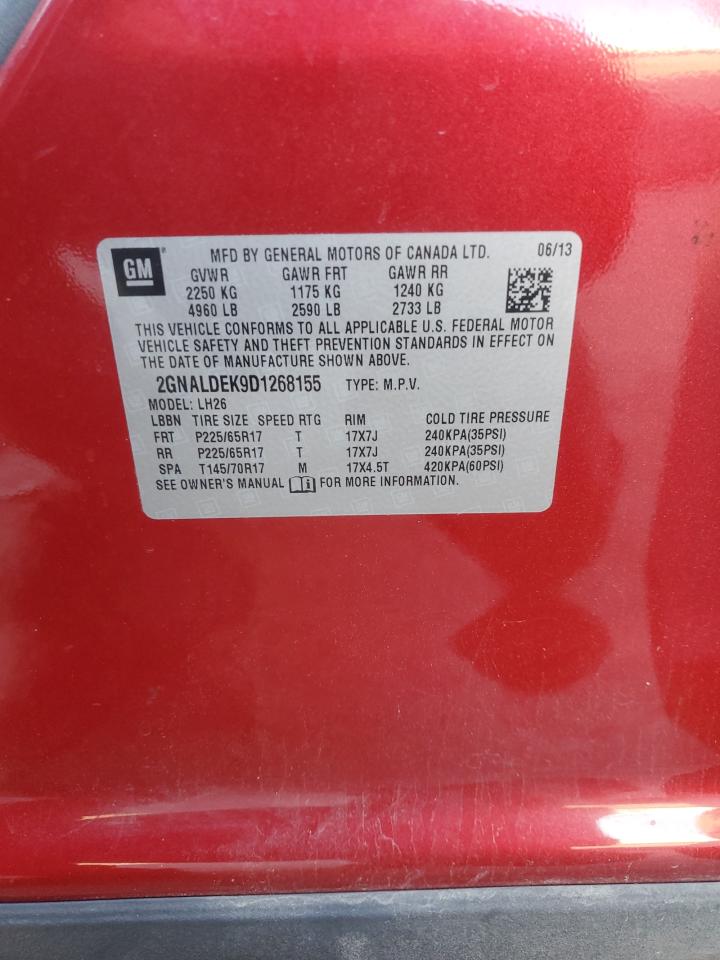 GM ® MFD BY GENERAL MOTORS OF CANADA LTD. 06/13
GVWR GAWR FRT GAWR RR
2250 KG 1175 KG 1240 KG
4960 LB 2590 LB 2733 LB
THIS VEHICLE CONFORMS TO ALL APPLICABLE U.S. FEDERAL MOTOR
VEHICLE SAFETY AND THEFT PREVENTION STANDARDS IN EFFECT ON
THE DATE OF MANUFACTURE SHOWN ABOVE.
2GNALDEK9D1268155 TYPE: M.P.V.
MODEL: LH26
LBBN TIRE SIZE SPEED RTG RIM COLD TIRE PRESSURE
FRT P225/65R17 T 17X7J 240KPA(35PSI)
RR P225/65R17 T 17X7J 240KPA(35PSI)
SPA T145/70R17 M 17X4.5T 420KPA(60PSI)
SEE OWNER'S MANUAL FOR MORE INFORMATION.